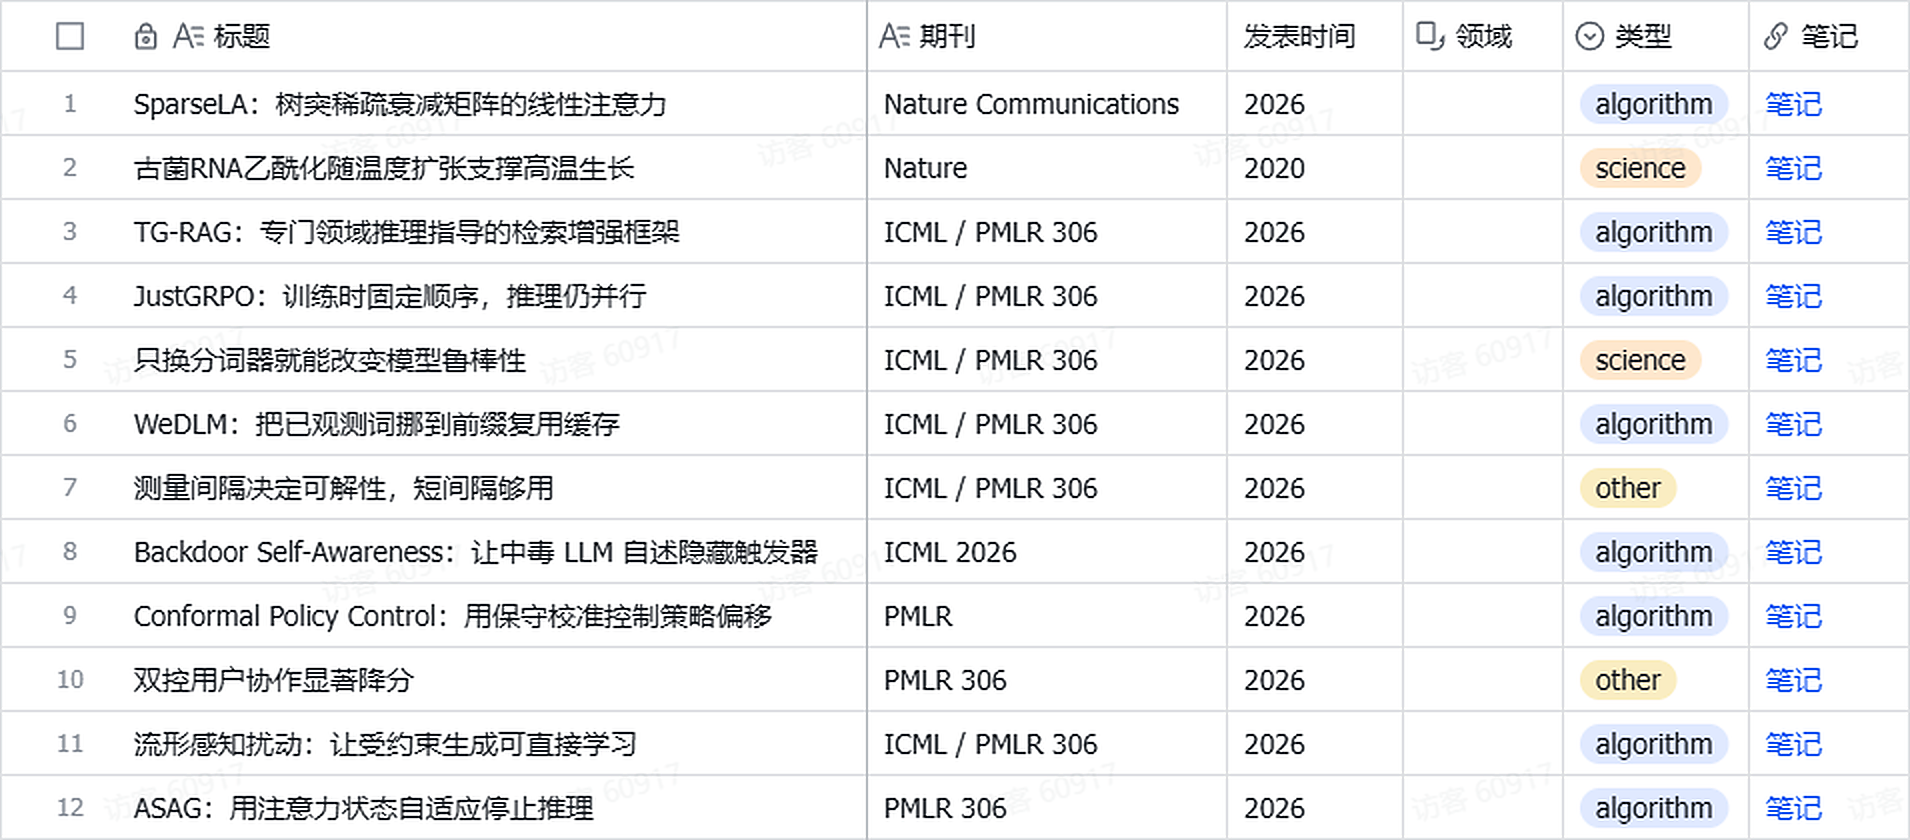 标题 期刊 发表时间 领域 类型 笔记
1 SparseLA：树突稀疏衰减矩阵的线性注意力 Nature Communications 2026 algorithm 笔记
2 古菌RNA乙酰化随温度扩张支撑高温生长 Nature 2020 science 笔记
3 TG-RAG：专门领域推理指导的检索增强框架 ICML / PMLR 306 2026 algorithm 笔记
4 JustGRPO：训练时固定顺序，推理仍并行 ICML / PMLR 306 2026 algorithm 笔记
5 只换分词器就能改变模型鲁棒性 ICML / PMLR 306 2026 science 笔记
6 WeDLM：把已观测词挪到前缀复用缓存 ICML / PMLR 306 2026 algorithm 笔记
7 测量间隔决定可解性，短间隔够用 ICML / PMLR 306 2026 other 笔记
8 Backdoor Self-Awareness：让中毒 LLM 自述隐藏触发器 ICML 2026 2026 algorithm 笔记
9 Conformal Policy Control：用保守校准控制策略偏移 PMLR 2026 algorithm 笔记
10 双控用户协作显著降分 PMLR 306 2026 other 笔记
11 流形感知扰动：让受约束生成可直接学习 ICML / PMLR 306 2026 algorithm 笔记
12 ASAG：用注意力状态自适应停止推理 PMLR 306 2026 algorithm 笔记
访客 60917